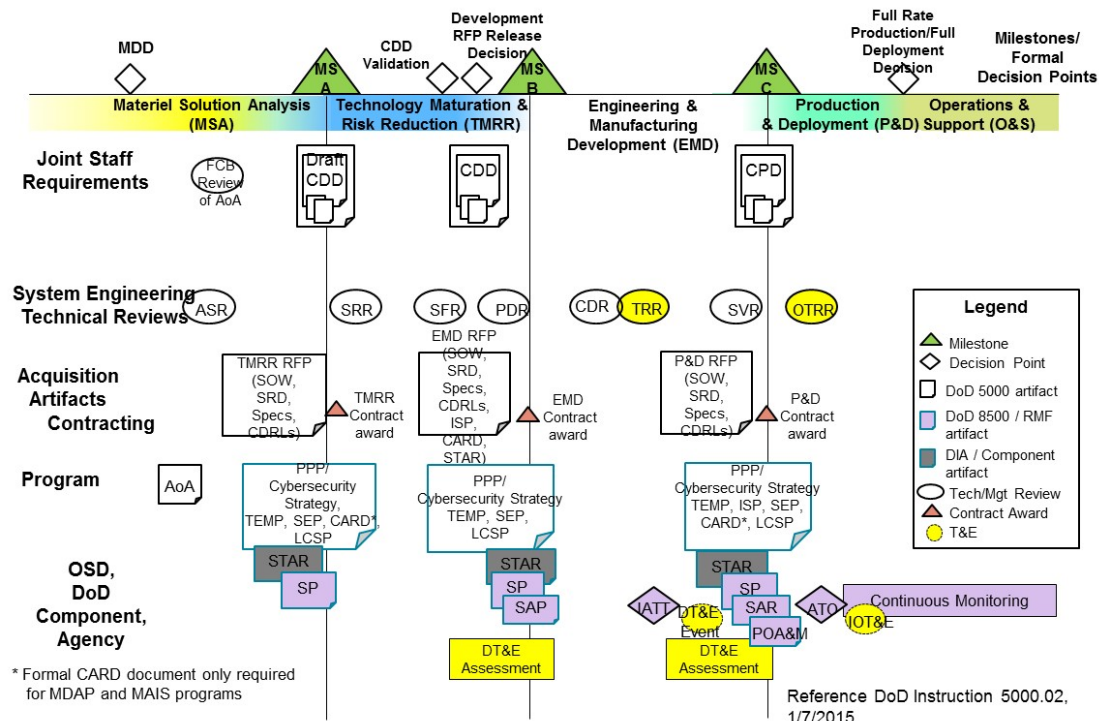 MDD
CDD
Validation
Development
RFP Release
Decision
Full Rate
Production/Full
Deployment
Decision
Milestones/
Formal
Decision Points
MS
A
MS
B
MS
C
Materiel Solution Analysis
(MSA)
Technology Maturation &
Risk Reduction (TMRR)
Engineering &
Manufacturing
Development (EMD)
Production
& Deployment (P&D)
Operations &
Support (O&S)
Joint Staff
Requirements
FCB
Review
of AoA
Draft
CDD
CDD
CPD
System Engineering
Technical Reviews
ASR
SRR
SFR
PDR
CDR
TRR
SVR
OTRR
Acquisition
Artifacts
Contracting
TMRR RFP
(SOW,
SRD,
Specs,
CDRLs)
TMRR
Contract
award
EMD RFP
(SOW,
SRD,
Specs,
CDRLs,
ISP,
CARD,
STAR)
EMD
Contract
award
P&D RFP
(SOW,
SRD,
Specs,
CDRLs)
P&D
Contract
award
Program
AoA
PPP/
Cybersecurity
Strategy,
TEMP, SEP, CARD*,
LCSP
PPP/
Cybersecurity Strategy
TEMP, SEP,
LCSP
PPP/
Cybersecurity Strategy
TEMP, ISP, SEP,
CARD*, LCSP
OSD,
DoD
Component,
Agency
STAR
SP
STAR
SP
SAP
DT&E
Assessment
IATT
DT&E
Event
STAR
SP
SAR
POA&M
DT&E
Assessment
ATO
IOT&E
Continuous Monitoring
Legend
Milestone
Decision Point
DoD 5000 artifact
DoD 8500 / RMF
artifact
DIA / Component
artifact
Tech/Mgt Review
Contract Award
T&E
* Formal CARD document only required
for MDAP and MAIS programs
Reference DoD Instruction 5000.02,
1/7/2015